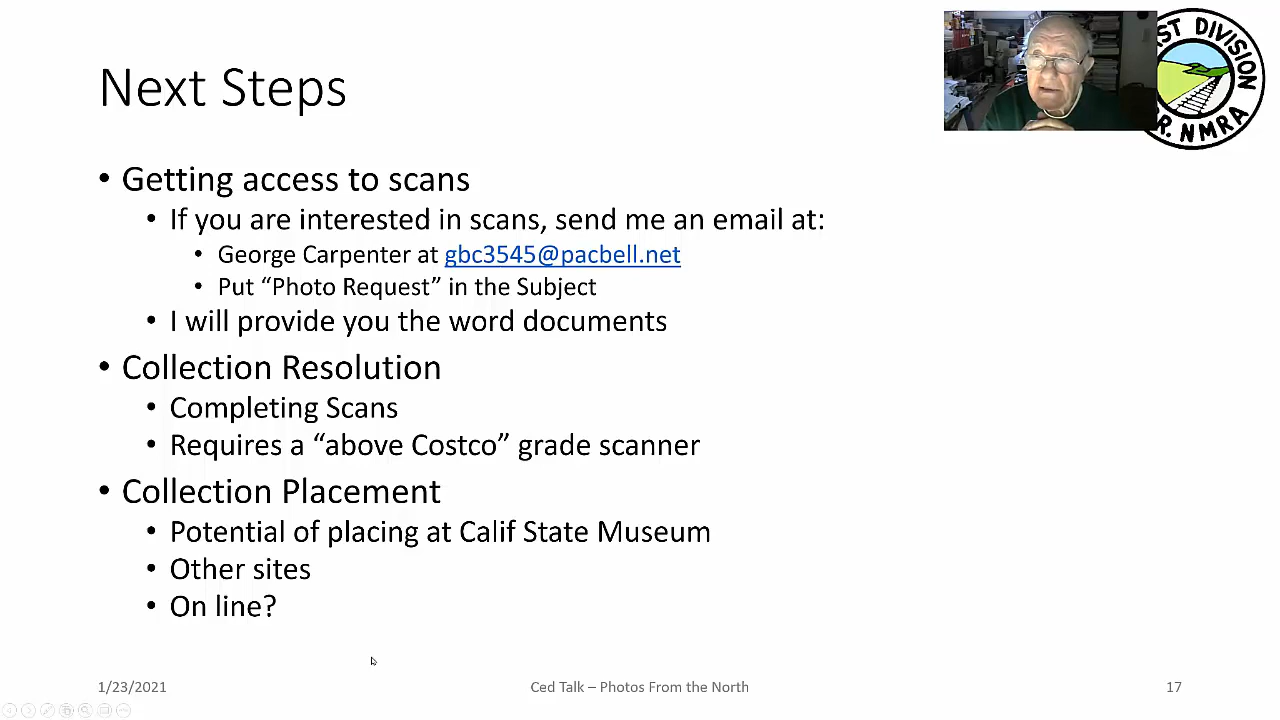 Next Steps
• Getting access to scans
• If you are interested in scans, send me an email at:
• George Carpenter at gbc3545@pacbell.net
• Put “Photo Request” in the Subject
• I will provide you the word documents
• Collection Resolution
• Completing Scans
• Requires a “above Costco” grade scanner
• Collection Placement
• Potential of placing at Calif State Museum
• Other sites
• On line?
1/23/2021
Ced Talk – Photos From the North
17
DIVISION
NMRA